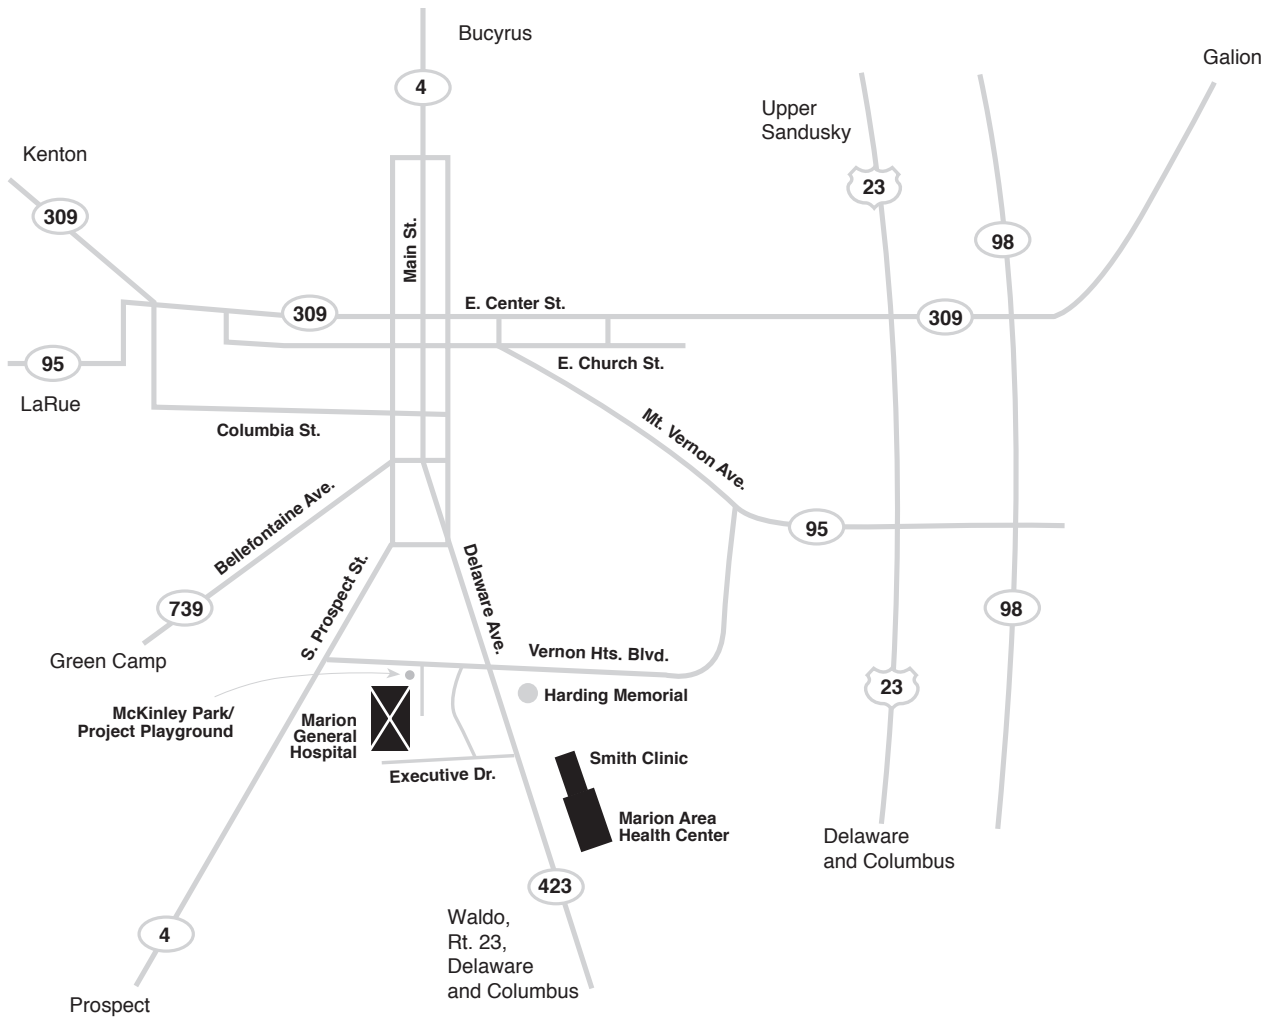 Bucyrus
Galion
4
Upper
Sandusky
Kenton
23
309
98
Main St.
E. Center St.
309
309
95
E. Church St.
LaRue
Columbia St.
Mt. Vernon Ave.
Bellefontaine Ave.
95
739
S. Prospect St.
Delaware Ave.
98
Green Camp
Vernon Hts. Blvd.
23
Harding Memorial
McKinley Park/
Project Playground
Marion
General
Hospital
Smith Clinic
Executive Dr.
Marion Area
Health Center
Delaware
and Columbus
423
4
Waldo,
Rt. 23,
Delaware
and Columbus
Prospect